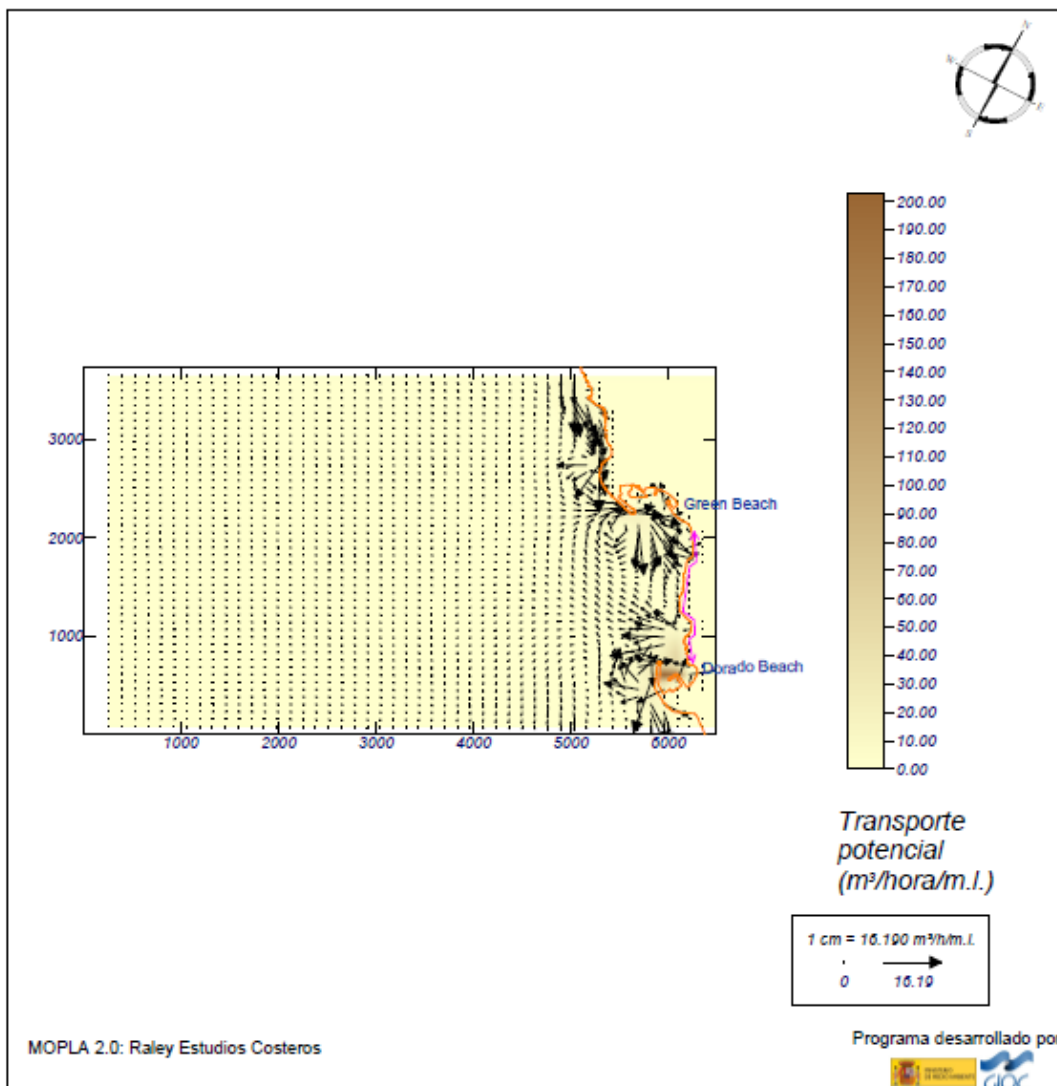 N
W
E
S
200.00
190.00
180.00
170.00
160.00
150.00
140.00
130.00
120.00
110.00
100.00
90.00
80.00
70.00
60.00
50.00
40.00
30.00
20.00
10.00
0.00
3000
2000
1000
Green Beach
Dorado Beach
1000 2000 3000 4000 5000 6000
Transporte
potencial
(m³/hora/m.l.)
1 cm = 16.190 m³/h/m.l.
0 16.19
MOPLA 2.0: Raley Estudios Costeros
Programa desarrollado por